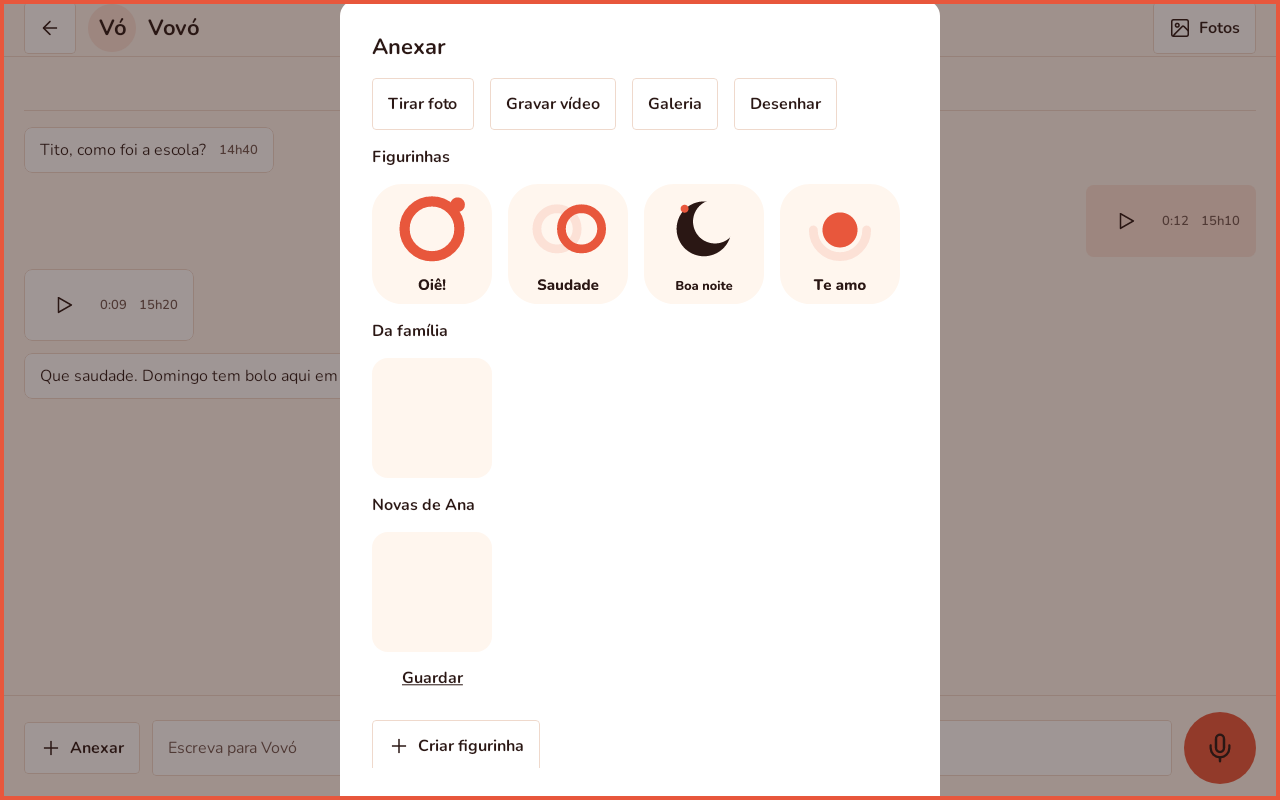 Vó Vovó
Fotos
Tito, como foi a escola? 14h40
0:12 15h10
0:09 15h20
Que saudade. Domingo tem bolo aqui em
Anexar
Escreva para Vovó
Anexar
Tirar foto
Gravar vídeo
Galeria
Desenhar
Figurinhas
Oiê!
Saudade
Boa noite
Te amo
Da família
Novas de Ana
Guardar
Criar figurinha